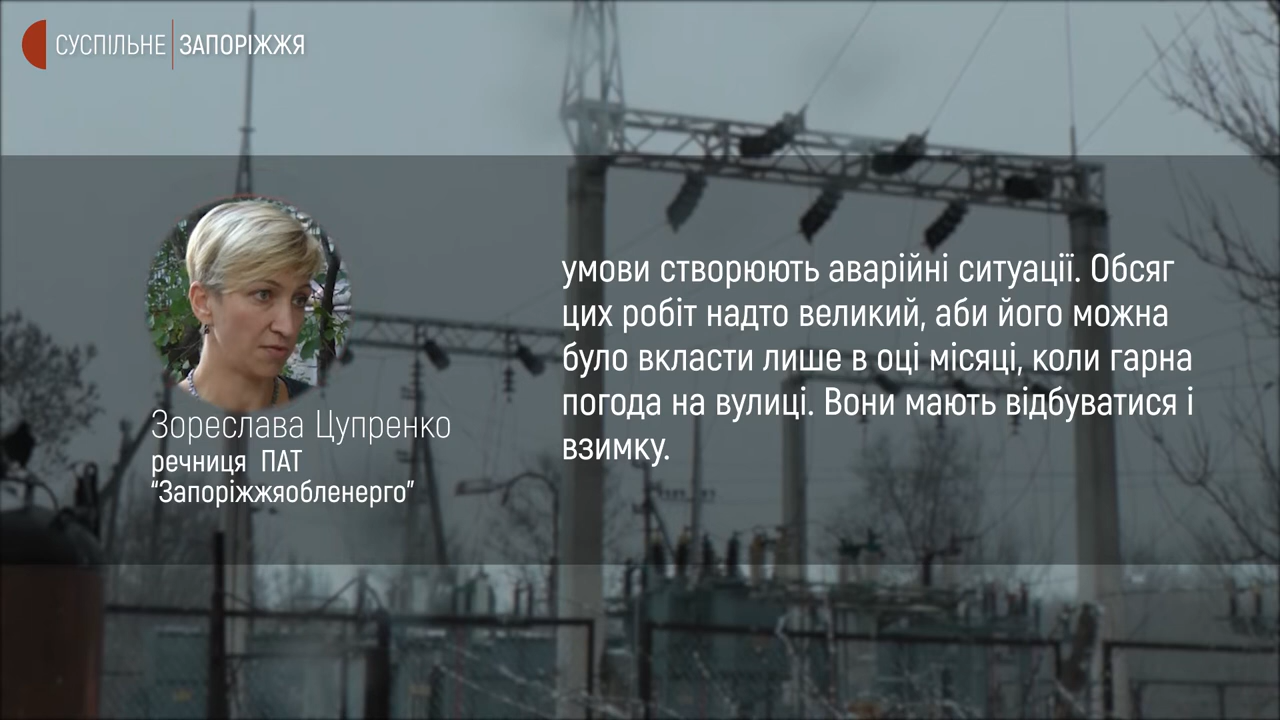 СУСПІЛЬНЕ ЗАПОРІЖЖЯ
умови створюють аварійні ситуації. Обсяг
цих робіт надто великий, аби його можна
було вкласти лише в оці місяці, коли гарна
погода на вулиці. Вони мають відбуватися і
взимку.
Зореслава Цупренко
речниця ПАТ
“Запоріжжяобленерго”